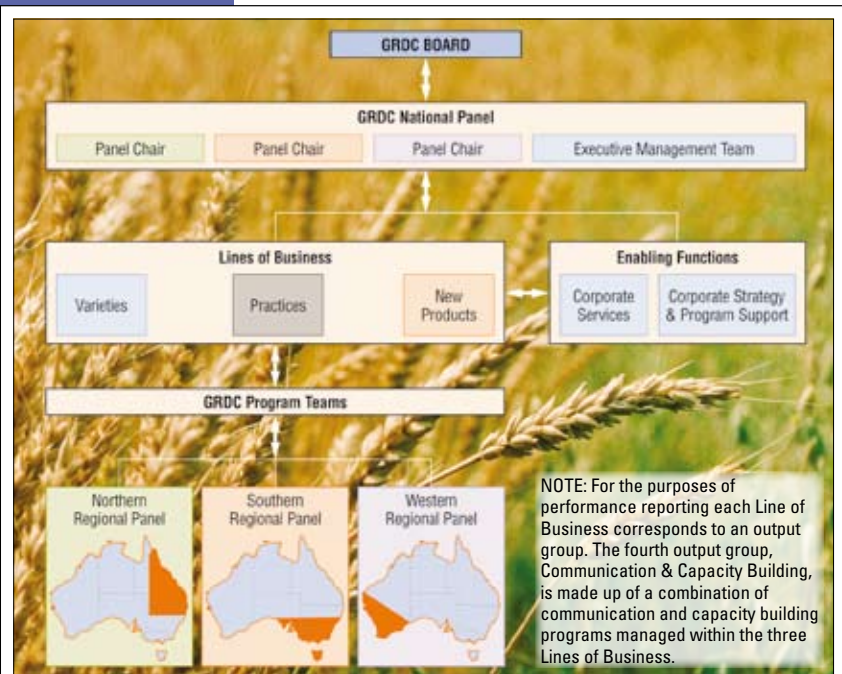 GRDC BOARD
GRDC National Panel
Panel Chair
Panel Chair
Panel Chair
Executive Management Team
Lines of Business
Varieties
Practices
New
Products
Enabling Functions
Corporate
Services
Corporate Strategy
& Program Support
GRDC Program Teams
Northern
Regional Panel
Southern
Regional Panel
Western
Regional Panel
NOTE: For the purposes of
performance reporting each Line of
Business corresponds to an output
group. The fourth output group,
Communication & Capacity Building,
is made up of a combination of
communication and capacity building
programs managed within the three
Lines of Business.